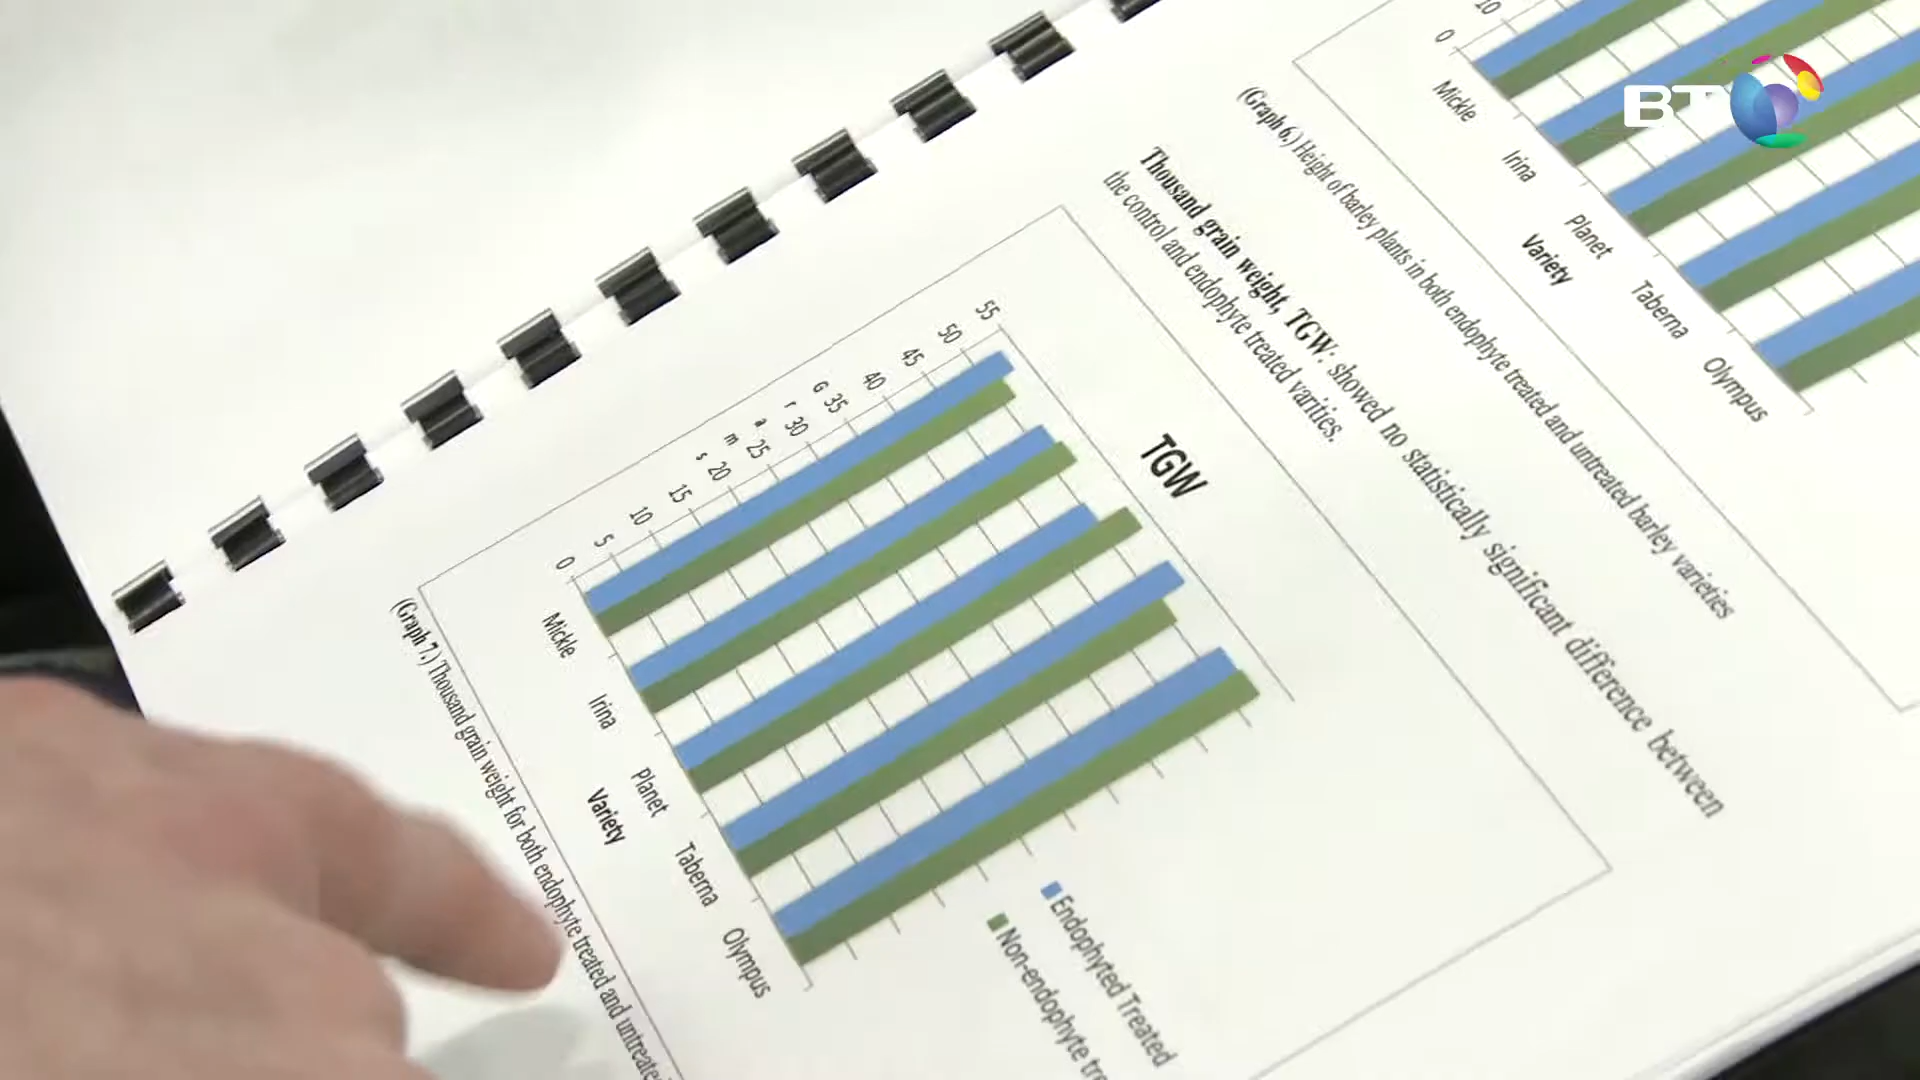 BT
10
0
Mickle
Irina
Planet
Taberna
Olympus
Variety
(Graph 6.) Height of barley plants in both endophyte treated and untreated barley varieties
Thousand grain weight, TGW: showed no statistically significant difference between
the control and endophyte treated varities.
TGW
55
50
45
40
35
30
25
20
15
10
5
0
G
r
a
m
s
Mickle
Irina
Planet
Taberna
Olympus
Variety
Endophyted Treated
Non-endophyte
(Graph 7.) Thousand grain weight for both endophyte treated and